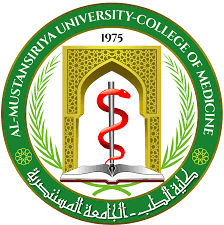 AL-MUSTANSIRIYA UNIVERSITY-COLLEGE OF MEDICINE
1975
كلية الطب - الجامعة المستنصرية